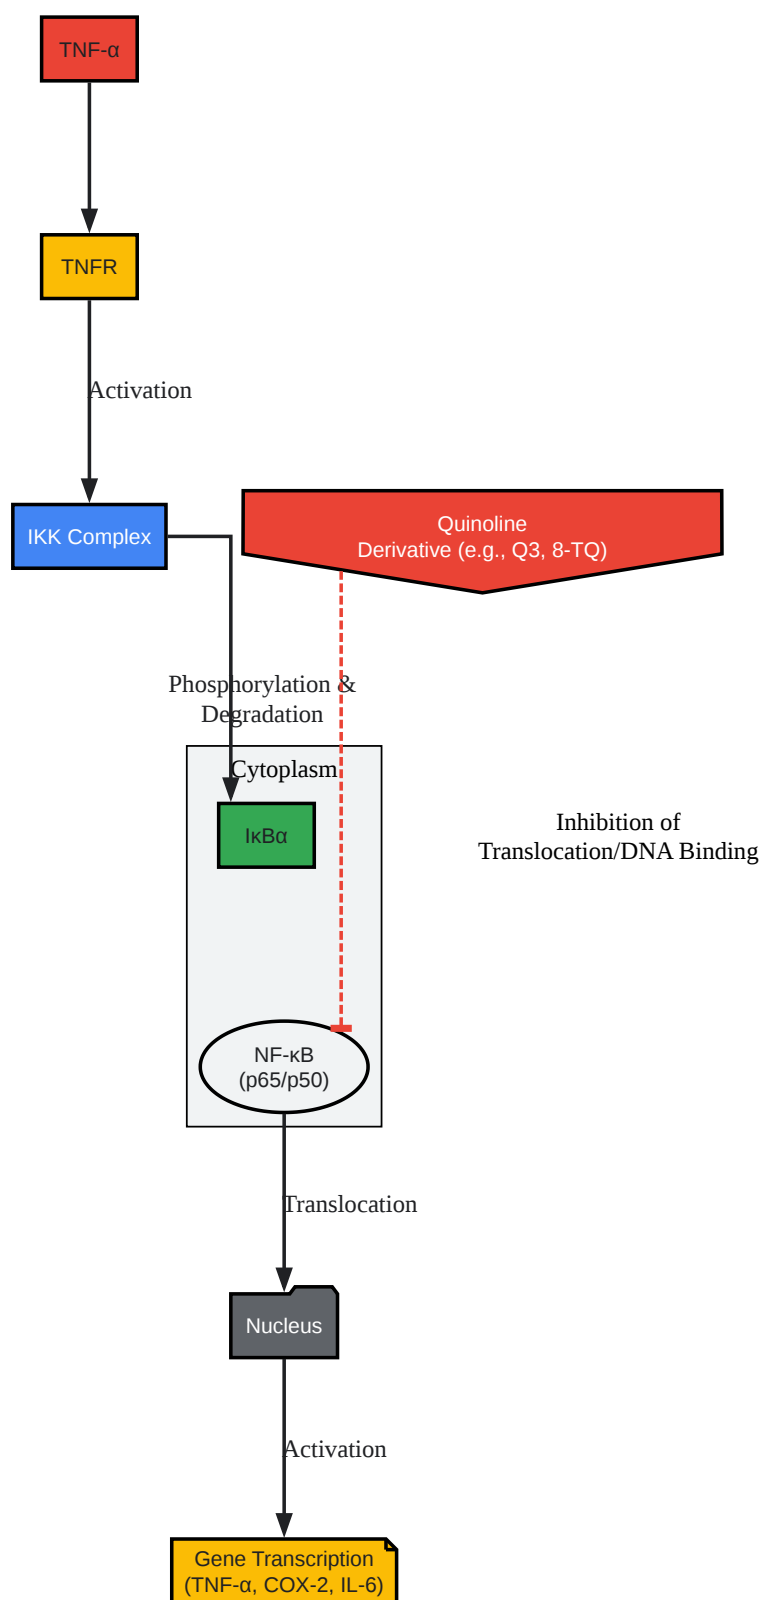 TNF-α
TNFR
Activation
IKK Complex
Quinoline
Derivative (e.g., Q3, 8-TQ)
Phosphorylation &
Degradation
Cytoplasm
IκBα
Inhibition of
Translocation/DNA Binding
NF-κB
(p65/p50)
Translocation
Nucleus
Activation
Gene Transcription
(TNF-α, COX-2, IL-6)